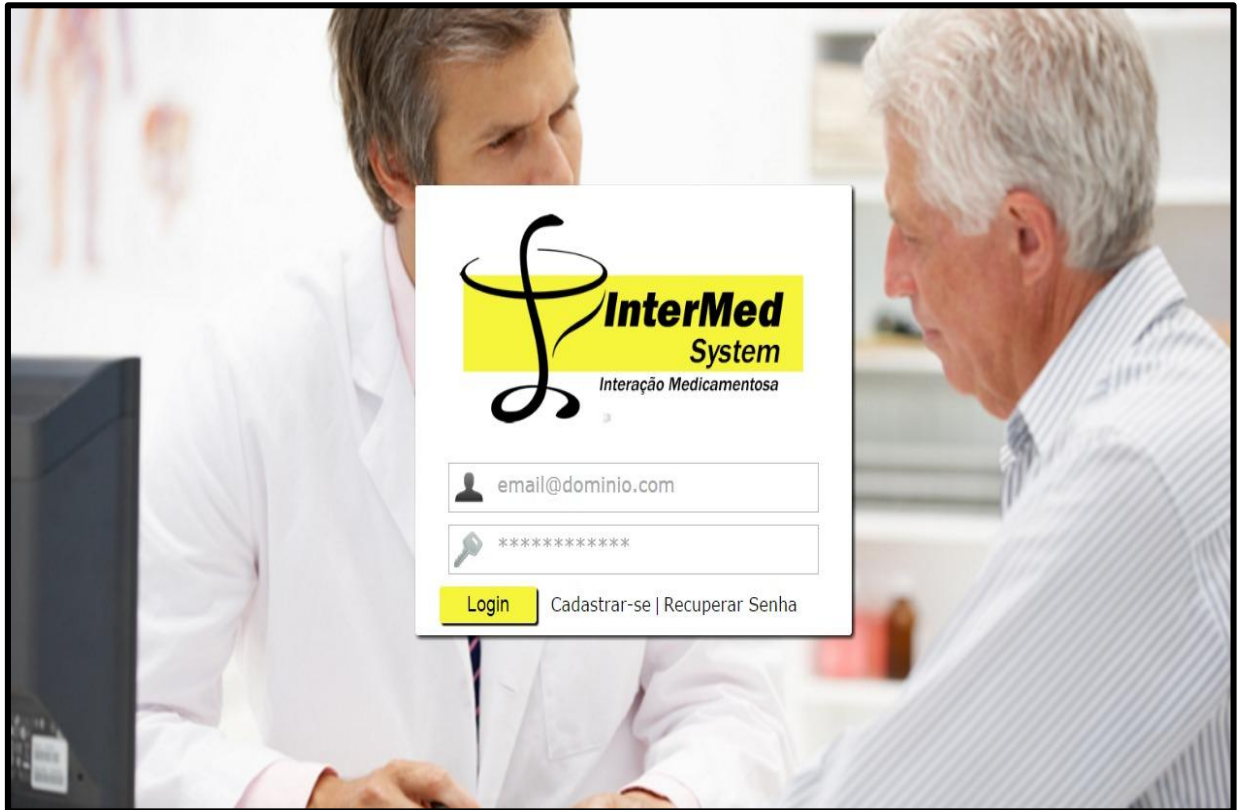 InterMed
System
Interação Medicamentosa
email@dominio.com
************
Login Cadastrar-se | Recuperar Senha